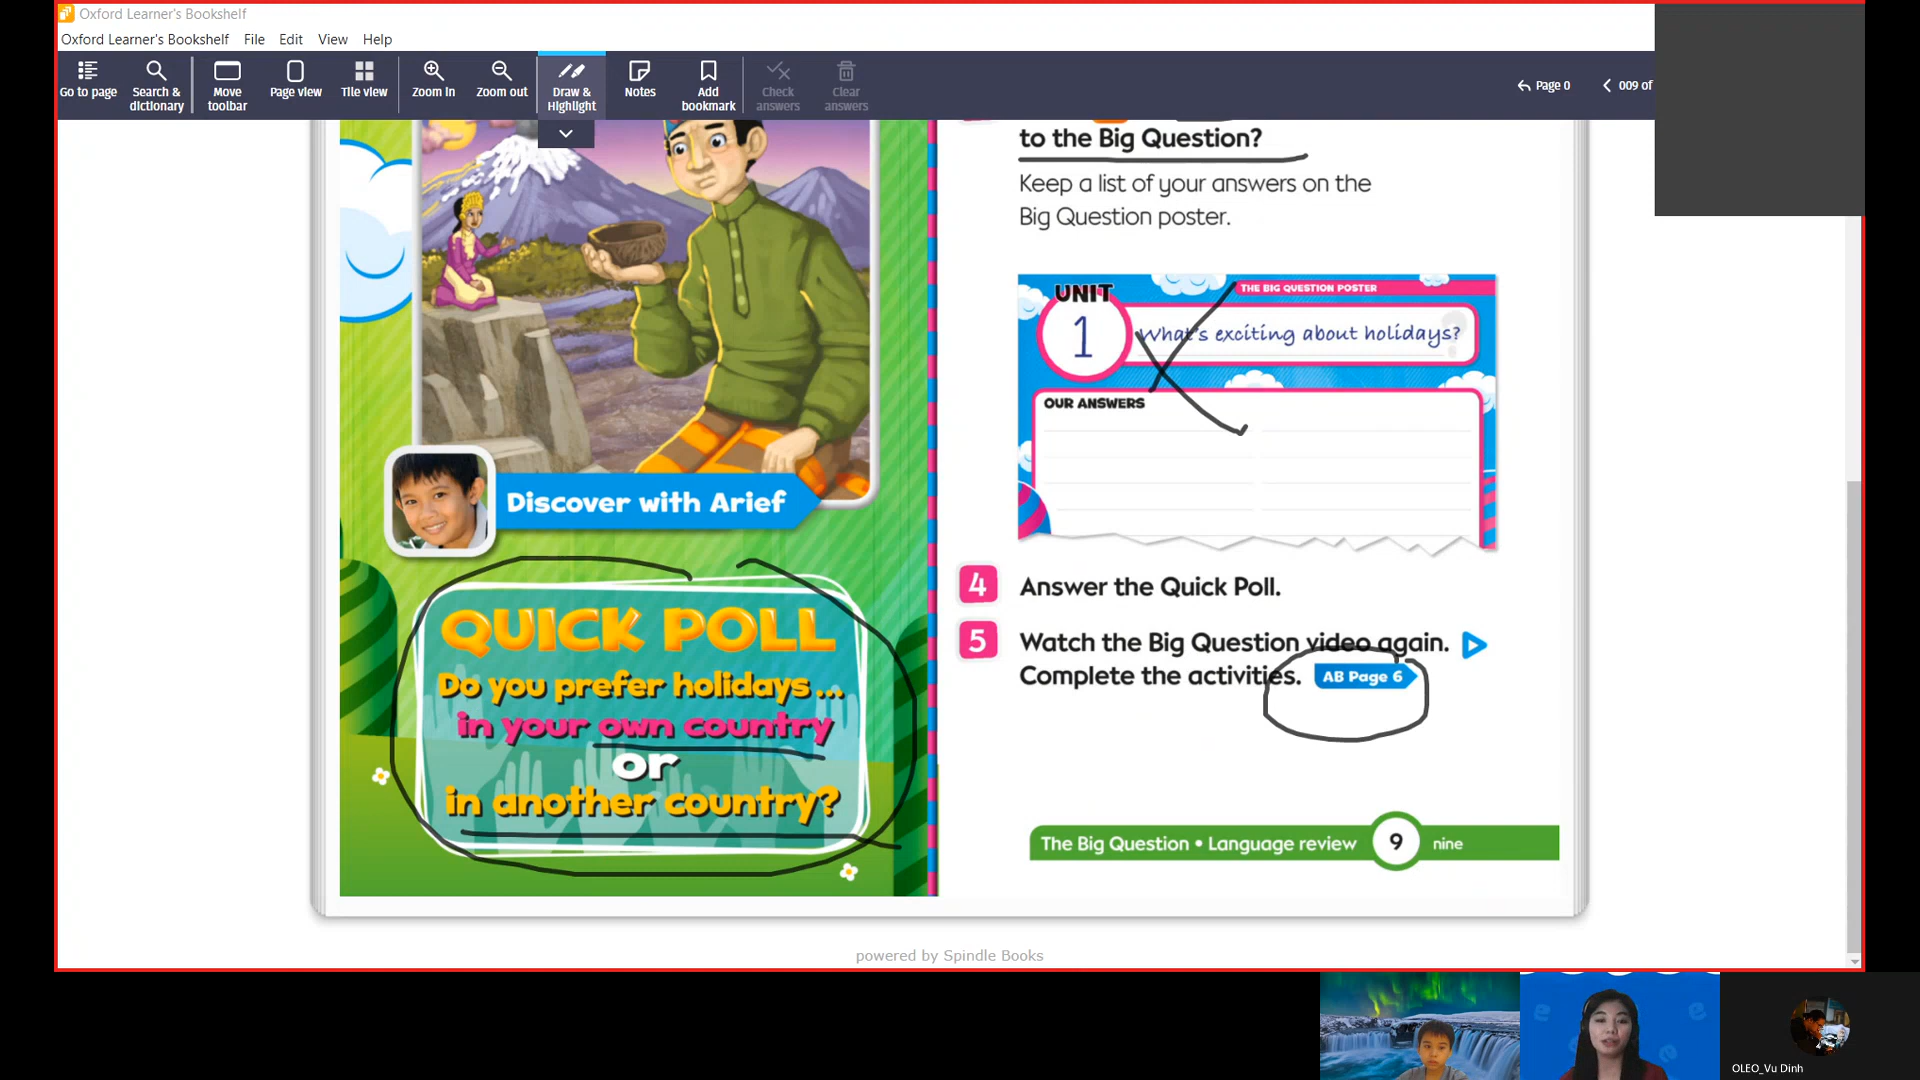 Oxford Learner's Bookshelf
Oxford Learner's Bookshelf File Edit View Help
Go to page
Search & dictionary
Move toolbar
Page view
Tile view
Zoom in
Zoom out
Draw & Highlight
Notes
Add bookmark
Check answers
Clear answers
Page 0
009 of
Discover with Arief
QUICK POLL
Do you prefer holidays...
in your own country
or
in another country?
to the Big Question?
Keep a list of your answers on the
Big Question poster.
THE BIG QUESTION POSTER
UNIT
1
What's exciting about holidays?
OUR ANSWERS
4 Answer the Quick Poll.
5 Watch the Big Question video again.
Complete the activities. AB Page 6
The Big Question • Language review 9 nine
powered by Spindle Books
OLEO_Vu Dinh